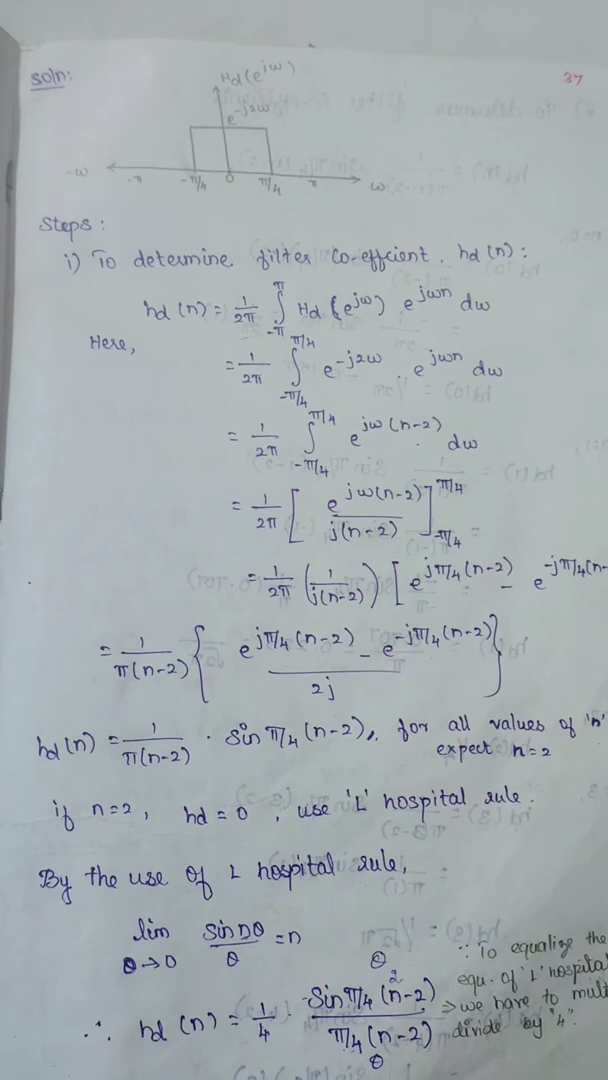 soln:
37
Hd(e^jω)
e^-j2ω
-ω -π -π/4 0 π/4 π ω
Steps:
i) To determine filter Co-effcient. hd(n):
hd(n) = 1/2π ∫_-π^π Hd(e^jω) e^jωn dω
Here,
= 1/2π ∫_-π/4^π/4 e^-j2ω . e^jωn dω
= 1/2π ∫_-π/4^π/4 e^jω(n-2) . dω
= 1/2π [ e^jω(n-2) / j(n-2) ]_-π/4^π/4
= 1/2π (1/j(n-2)) [ e^jπ/4(n-2) - e^-jπ/4(n-
= 1/π(n-2) { e^jπ/4(n-2) - e^-jπ/4(n-2) / 2j }
hd(n) = 1/π(n-2) . sin π/4 (n-2), for all values of 'n'
expect n=2
if n=2, hd = 0, use 'L' hospital rule.
By the use of L hospital rule,
lim θ→0 sin nθ/θ = n
∵ To equalize the
equ. of 'L' hospital
⇒ we have to mult
divide by "4".
∴ hd(n) = 1/4 . sin π/4 (n-2) / π/4 (n-2)
θ
θ